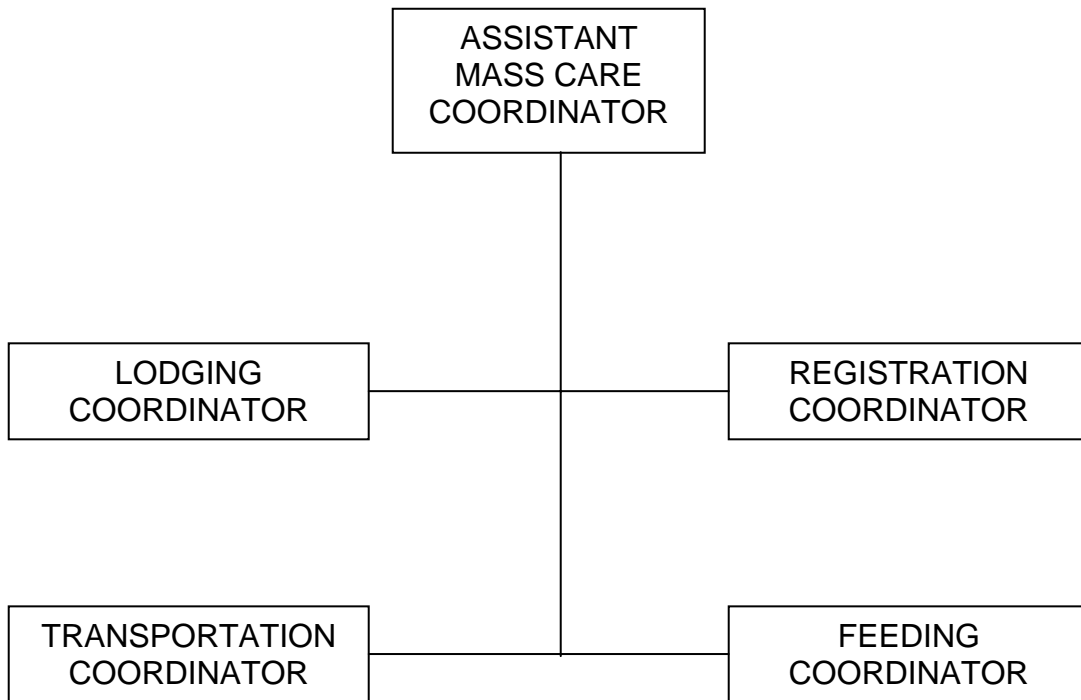 ASSISTANT
MASS CARE
COORDINATOR
LODGING
COORDINATOR
REGISTRATION
COORDINATOR
TRANSPORTATION
COORDINATOR
FEEDING
COORDINATOR